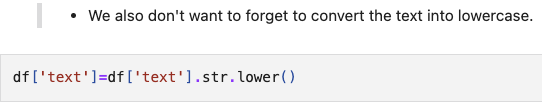 • We also don't want to forget to convert the text into lowercase.
df['text']=df['text'].str.lower()